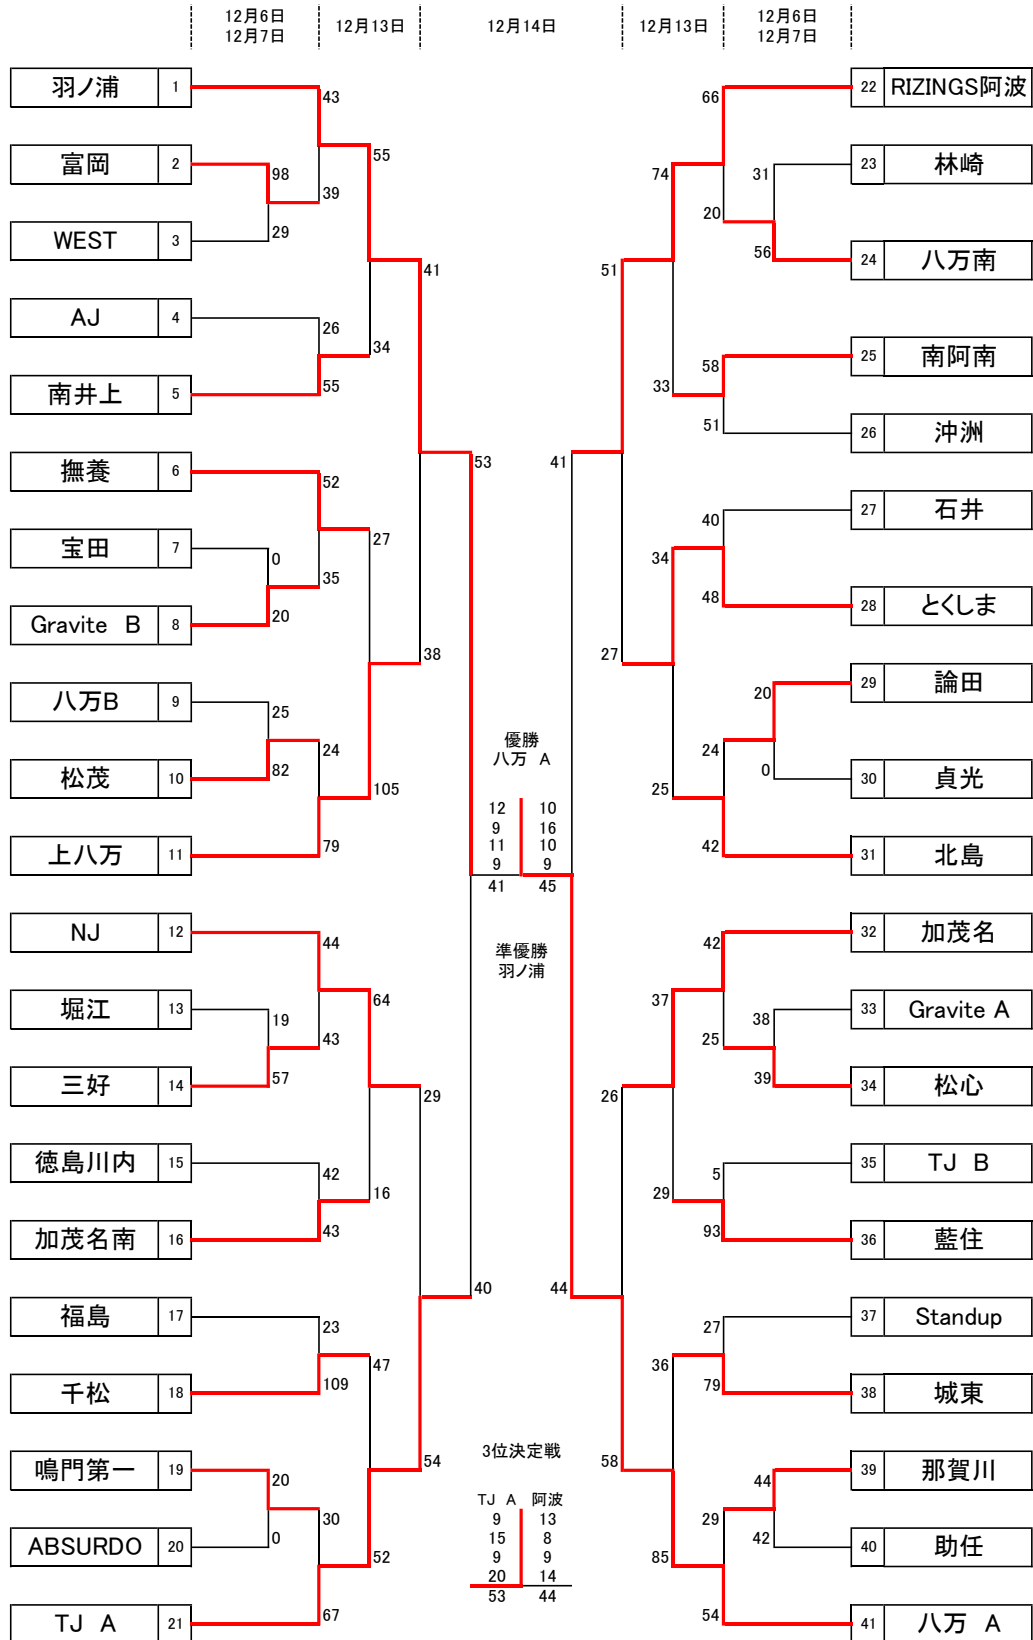 12月6日
12月7日
12月13日
12月14日
12月13日
12月6日
12月7日
羽ノ浦 1
43
富岡 2
98
55
39
WEST 3
29
41
AJ 4
26
34
南井上 5
55
撫養 6
52
53
宝田 7
0
27
35
Gravite B 8
20
38
八万B 9
25
24
松茂 10
82
105
上八万 11
79
NJ 12
44
堀江 13
19
64
43
三好 14
57
29
徳島川内 15
42
16
加茂名南 16
43
40
福島 17
23
47
千松 18
109
54
鳴門第一 19
20
30
ABSURDO 20
0
52
TJ A 21
67
優勝
八万 A
12 10
9 16
11 10
9 9
41 45
準優勝
羽ノ浦
3位決定戦
TJ A 阿波
9 13
15 8
9 9
20 14
53 44
22 RIZINGS阿波
66
23 林崎
31
74
20
24 八万南
56
51
25 南阿南
58
33
26 沖洲
51
41
27 石井
40
34
28 とくしま
48
27
29 論田
20
24
30 貞光
0
25
31 北島
42
32 加茂名
42
33 Gravite A
38
37
25
34 松心
39
26
35 TJ B
5
29
36 藍住
93
44
37 Standup
27
36
38 城東
79
58
39 那賀川
44
29
40 助任
42
85
41 八万 A
54